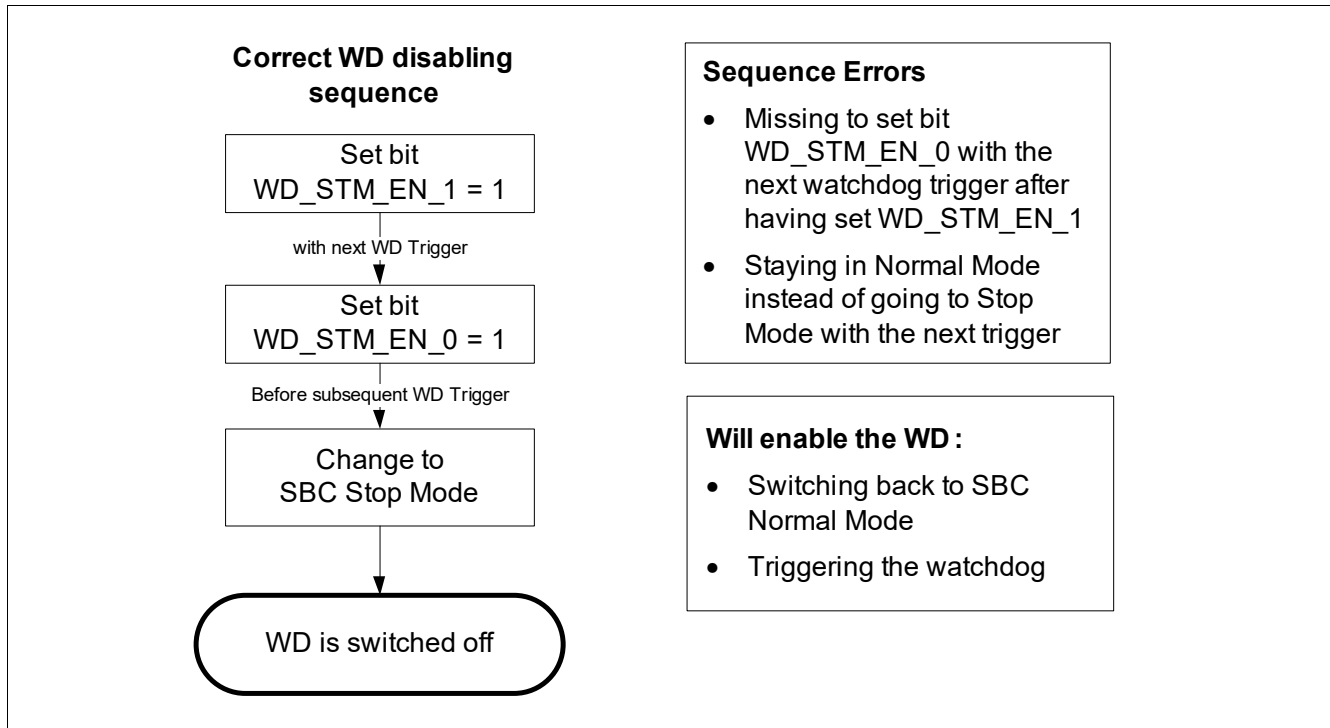 Correct WD disabling
sequence
Set bit
WD_STM_EN_1 = 1
with next WD Trigger
Set bit
WD_STM_EN_0 = 1
Before subsequent WD Trigger
Change to
SBC Stop Mode
WD is switched off
Sequence Errors
• Missing to set bit
WD_STM_EN_0 with the
next watchdog trigger after
having set WD_STM_EN_1
• Staying in Normal Mode
instead of going to Stop
Mode with the next trigger
Will enable the WD :
• Switching back to SBC
Normal Mode
• Triggering the watchdog